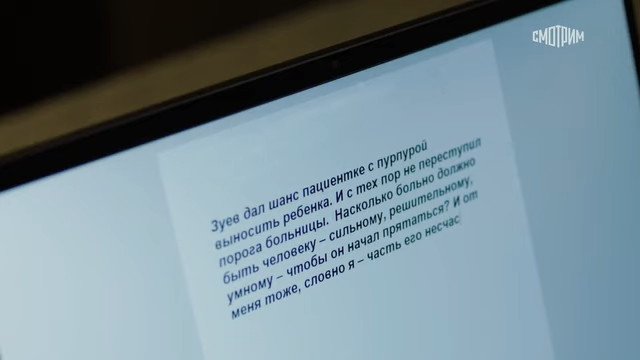 СМОТРИМ
Зуев дал шанс пациентке с пурпурой
выносить ребенка. И с тех пор не переступил
порога больницы. Насколько больно должно
быть человеку – сильному, решительному,
умному – чтобы он начал прятаться? И от
меня тоже, словно я – часть его несчас